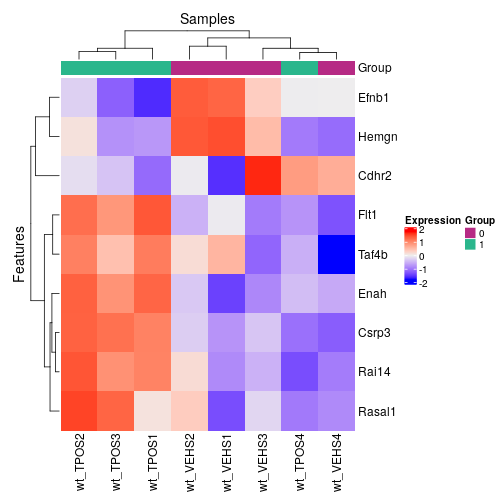 Samples
Group
Efnb1
Hemgn
Cdhr2
Flt1
Taf4b
Enah
Csrp3
Rai14
Rasal1
Features
wt_TPOS2
wt_TPOS3
wt_TPOS1
wt_VEHS2
wt_VEHS1
wt_VEHS3
wt_TPOS4
wt_VEHS4
Expression
2
1
0
-1
-2
Group
0
1